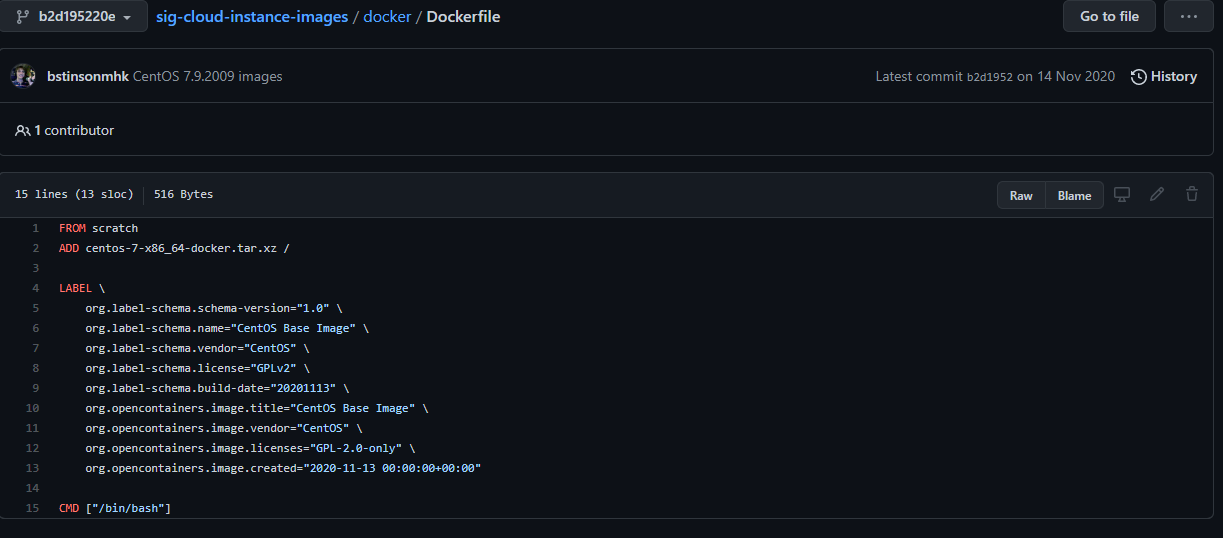 b2d195220e sig-cloud-instance-images / docker / Dockerfile Go to file ...
bstinsonmhk CentOS 7.9.2009 images Latest commit b2d1952 on 14 Nov 2020 History
1 contributor
15 lines (13 sloc) 516 Bytes Raw Blame
1 FROM scratch
2 ADD centos-7-x86_64-docker.tar.xz /
3
4 LABEL \
5 org.label-schema.schema-version="1.0" \
6 org.label-schema.name="CentOS Base Image" \
7 org.label-schema.vendor="CentOS" \
8 org.label-schema.license="GPLv2" \
9 org.label-schema.build-date="20201113" \
10 org.opencontainers.image.title="CentOS Base Image" \
11 org.opencontainers.image.vendor="CentOS" \
12 org.opencontainers.image.licenses="GPL-2.0-only" \
13 org.opencontainers.image.created="2020-11-13 00:00:00+00:00"
14
15 CMD ["/bin/bash"]